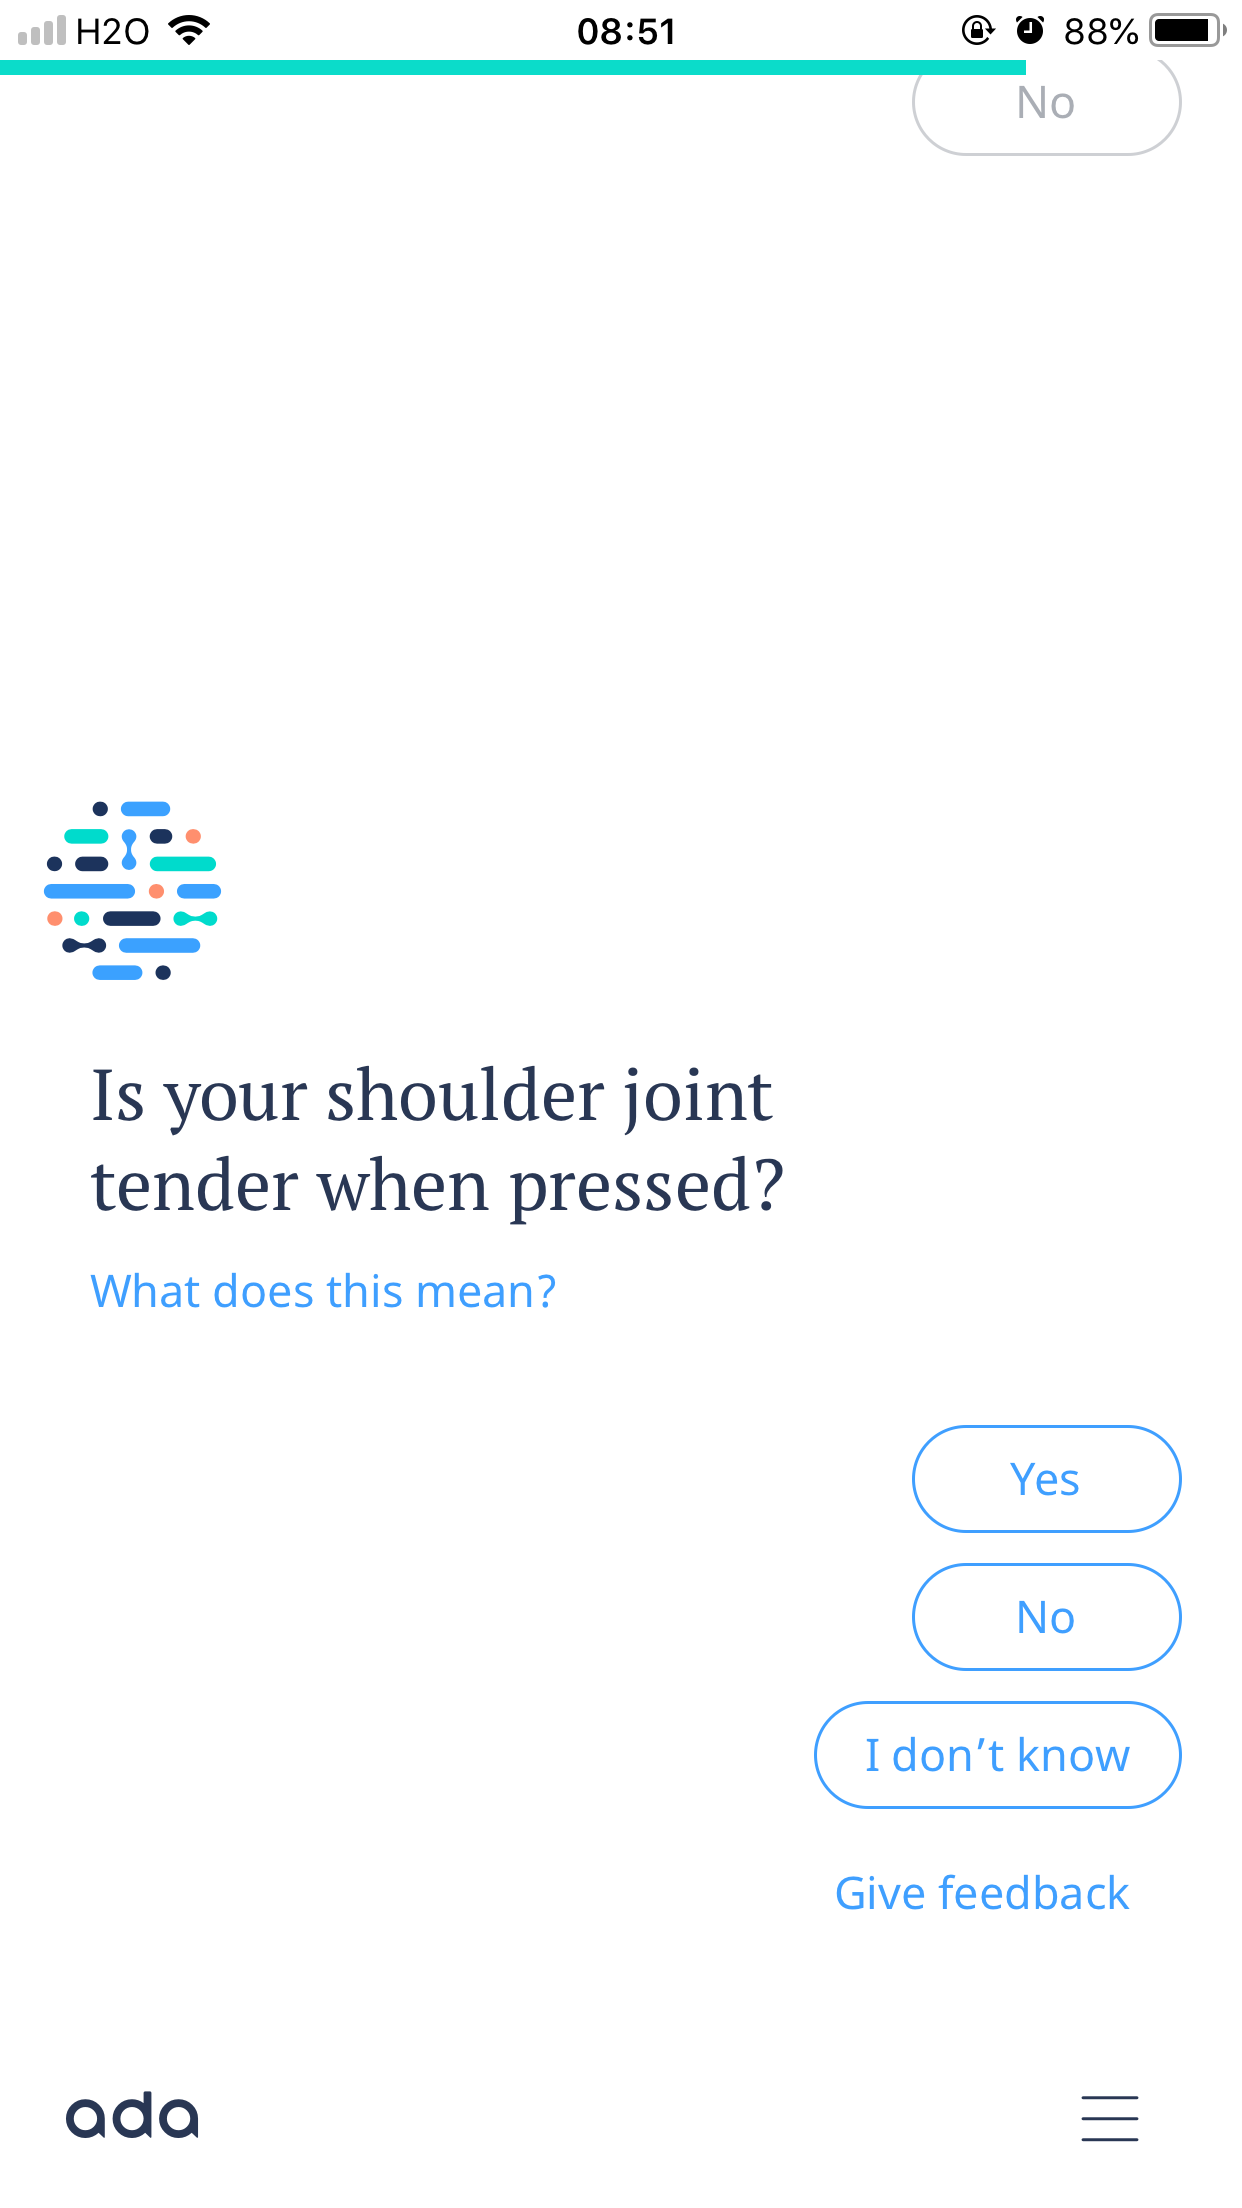 H2O 08:51 88%
No
Is your shoulder joint
tender when pressed?
What does this mean?
Yes
No
I don’t know
Give feedback
ada